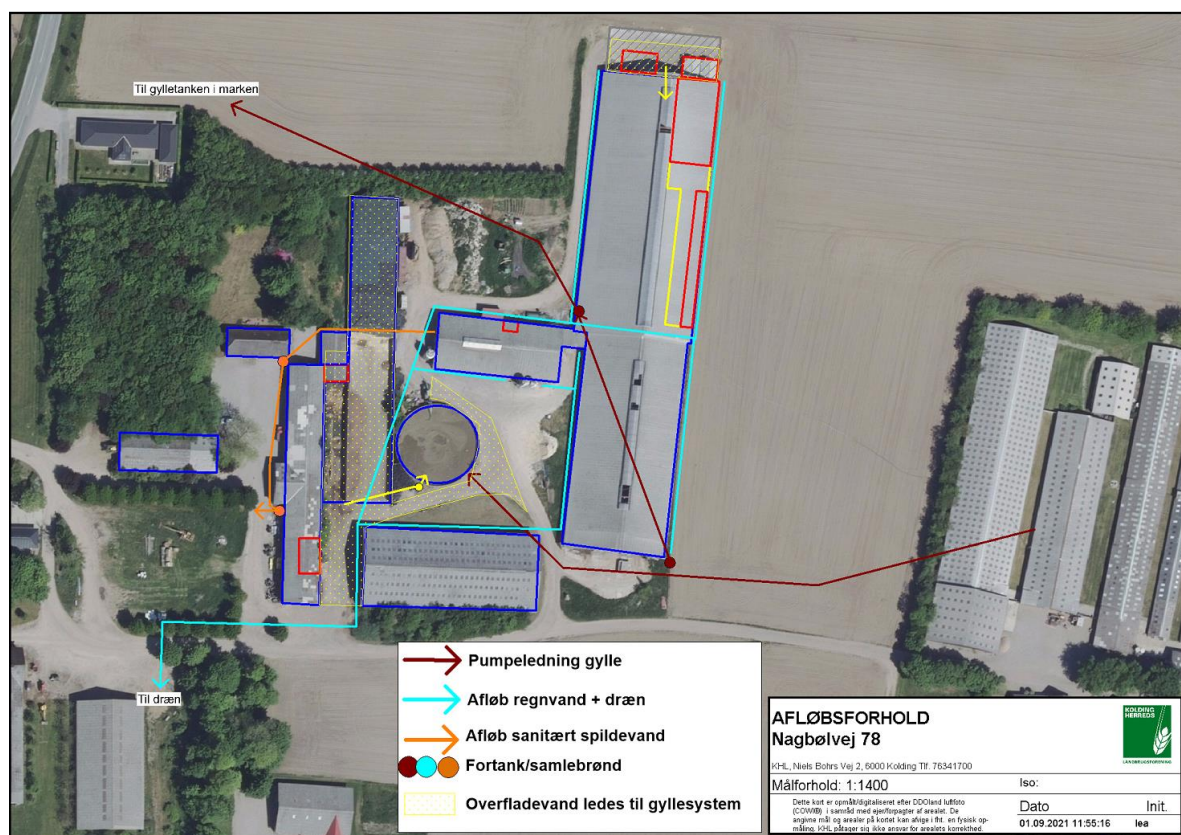 Til gylletanken i marken
Til dræn
Pumpeledning gylle
Afløb regnvand + dræn
Afløb sanitært spildevand
Fortank/samlebrønd
Overfladevand ledes til gyllesystem
AFLØBSFORHOLD
Nagbølvej 78
KOLDING
HERREDS
LANDBRUGSFORENING
KHL, Niels Bohrs Vej 2, 6000 Kolding Tlf. 76341700
Målforhold: 1:1400
Iso:
Dette kort er opmålt/digitaliseret efter DDOland luftfoto
(COWI®) i samråd med ejer/forpagter af arealet. De
angivne mål og arealer på kortet kan afvige i fht. en fysisk op-
måling. KHL påtager sig ikke ansvar for arealets korrekthed.
Dato
Init.
01.09.2021 11:55:16
lea